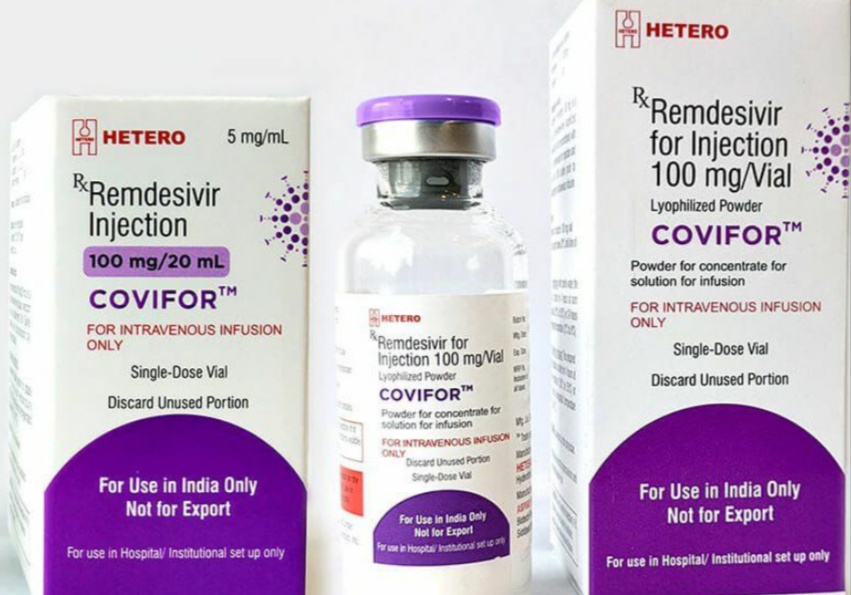 HETERO
5 mg/mL
Rx Remdesivir
Injection
100 mg/20 mL
COVIFOR™
FOR INTRAVENOUS INFUSION
ONLY
Single-Dose Vial
Discard Unused Portion
For Use in India Only
Not for Export
For use in Hospital/ Institutional set up only
HETERO
Rx Remdesivir for
Injection 100 mg/Vial
Lyophilized Powder
COVIFOR™
Powder for concentrate for
solution for infusion
FOR INTRAVENOUS INFUSION
ONLY
Discard Unused Portion
Single-Dose Vial
For Use in India Only
Not for Export
For use in Hospital/ Institutional set up only
HETERO
Rx Remdesivir
for Injection
100 mg/Vial
Lyophilized Powder
COVIFOR™
Powder for concentrate for
solution for infusion
FOR INTRAVENOUS INFUSION
ONLY
Single-Dose Vial
Discard Unused Portion
For Use in India Only
Not for Export
For use in Hospital/ Institutional set up only